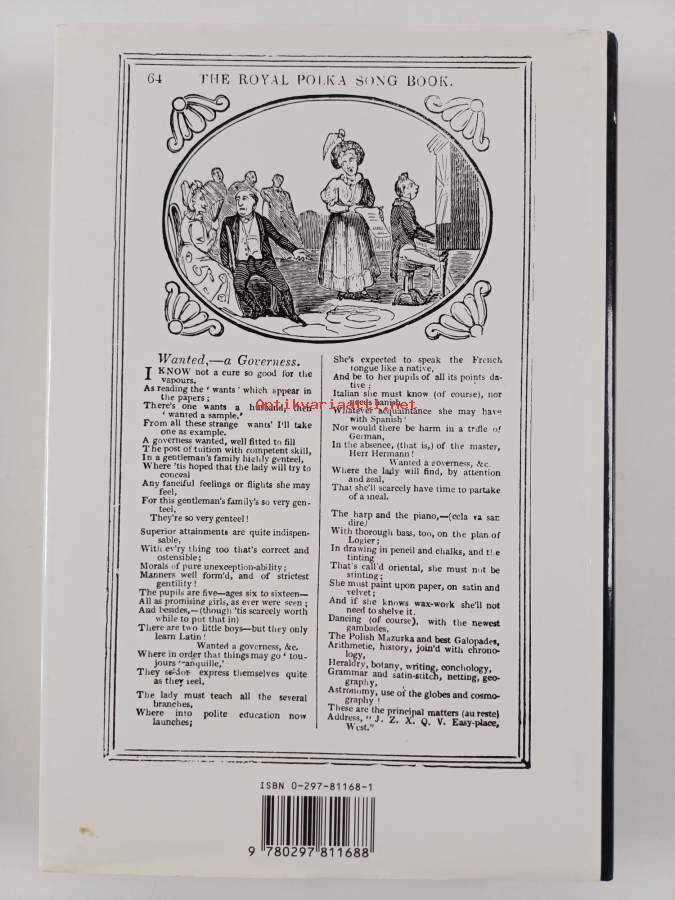 64 THE ROYAL POLKA SONG BOOK.
Wanted,—a Governess.
I KNOW not a cure so good for the
vapours,
As reading the ‘ wants ’ which appear in
the papers ;
There's one wants a husband, then
‘ wanted a sample.’
From all these strange wants' I'll take
one as example.
A governess wanted, well fitted to fill
The post of tuition with competent skill,
In a gentleman's family highly genteel,
Where 'tis hoped that the lady will try to
conceal
Any fanciful feelings or flights she may
feel,
For this gentleman's family's so very gen-
teel,
They're so very genteel !
Superior attainments are quite indispen-
sable,
With ev'ry thing too that's correct and
ostensible ;
Morals of pure unexception-ability ;
Manners well form'd, and of strictest
gentility !
The pupils are five—ages six to sixteen—
All as promising girls, as ever were seen ;
And besides,—(though 'tis scarcely worth
while to put that in)
There are two little boys—but they only
learn Latin !
Wanted a governess, &c.
Where in order that things may go ‘ tou-
jours tranquille,’
They seldom express themselves quite
as they feel.
The lady must teach all the several
branches,
Where into polite education now
launches;
She's expected to speak the French
tongue like a native,
And be to her pupils of all its points da-
tive ;
Italian she must know (of course), nor
needs banish
Whatever acquaintance she may have
with Spanish !
Nor would there be harm in a trifle of
German,
In the absence, (that is,) of the master,
Herr Hermann !
Wanted a governess, &c.
Where the lady will find, by attention
and zeal,
That she'll scarcely have time to partake
of a meal.
The harp and the piano,—(cela va san
dire)
With thorough bass, too, on the plan of
Logier ;
In drawing in pencil and chalks, and the
tinting
That's call'd oriental, she must not be
stinting ;
She must paint upon paper, on satin and
velvet ;
And if she knows wax-work she'll not
need to shelve it.
Dancing (of course), with the newest
gambades,
The Polish Mazurka and best Galopades,
Arithmetic, history, join'd with chrono-
logy,
Heraldry, botany, writing, conchology,
Grammar and satin-stitch, netting, geo-
graphy,
Astronomy, use of the globes and cosmo-
graphy !
These are the principal matters (au reste)
Address, “ J. Z. X. Q. V. Easy-place,
West.”
Antikvariaatti.net
ISBN 0-297-81168-1
9 780297 811688